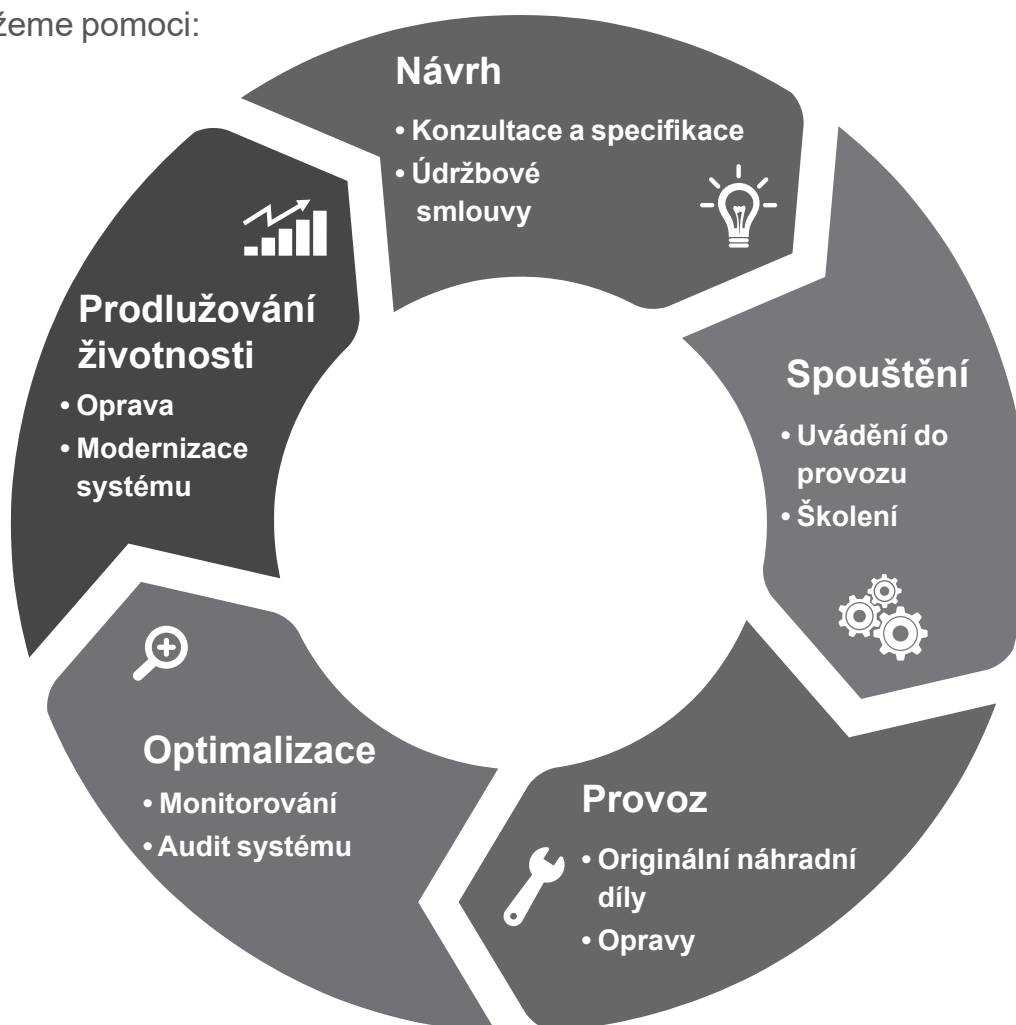 žeme pomoci:
Návrh
• Konzultace a specifikace
• Údržbové
smlouvy
Spouštění
• Uvádění do
provozu
• Školení
Provoz
• Originální náhradní
díly
• Opravy
Optimalizace
• Monitorování
• Audit systému
Prodlužování
životnosti
• Oprava
• Modernizace
systému